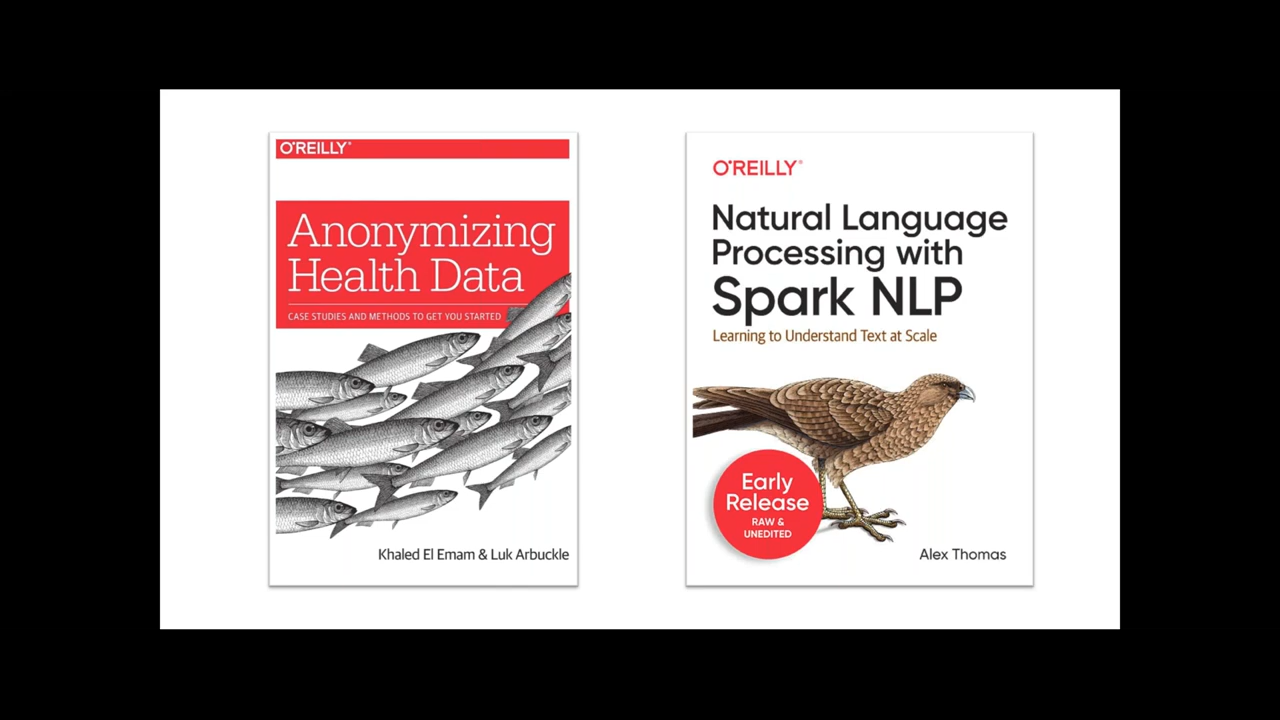 O'REILLY®
Anonymizing
Health Data
CASE STUDIES AND METHODS TO GET YOU STARTED
Khaled El Emam & Luk Arbuckle
O'REILLY®
Natural Language
Processing with
Spark NLP
Learning to Understand Text at Scale
Early
Release
RAW &
UNEDITED
Alex Thomas